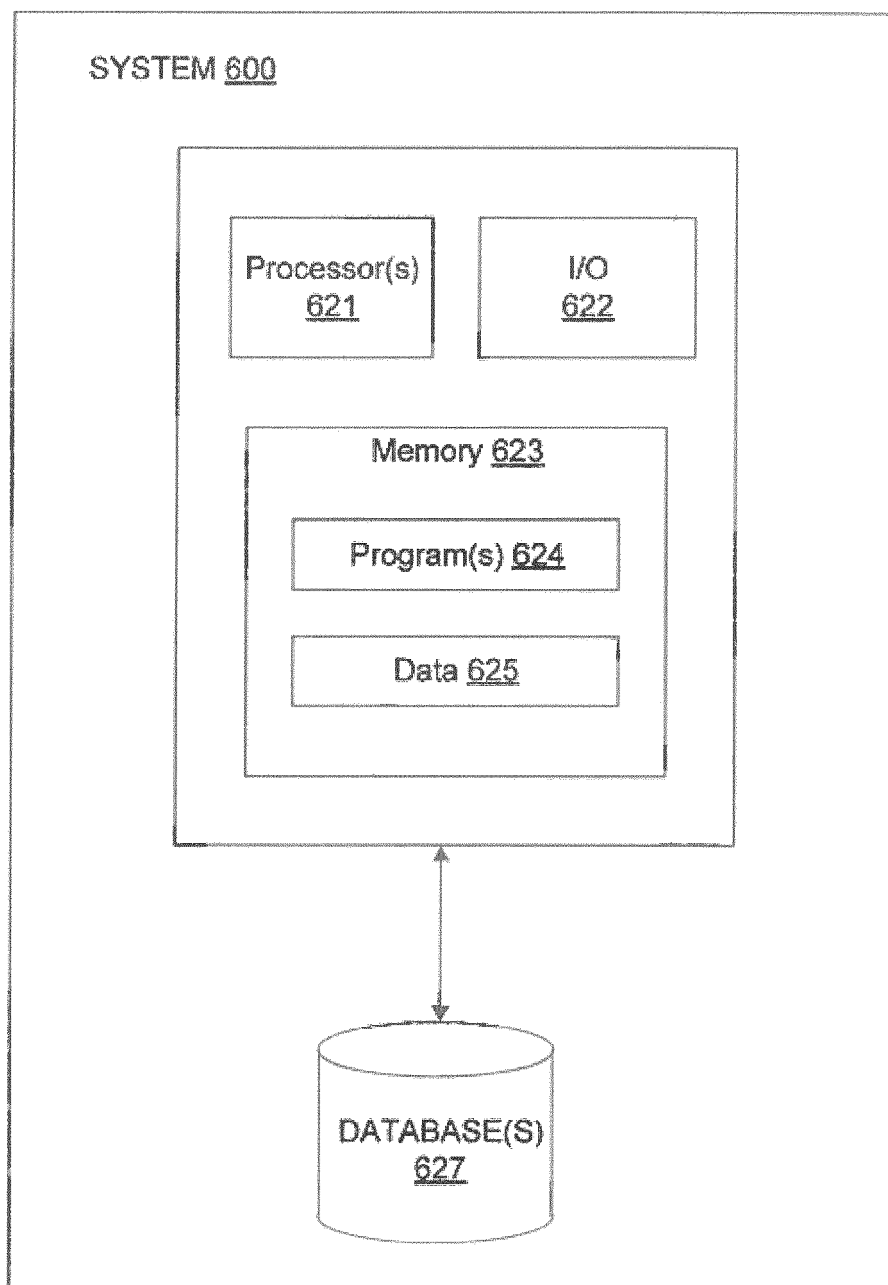 SYSTEM 600
Processor(s)
621
I/O
622
Memory 623
Program(s) 624
Data 625
DATABASE(S)
627